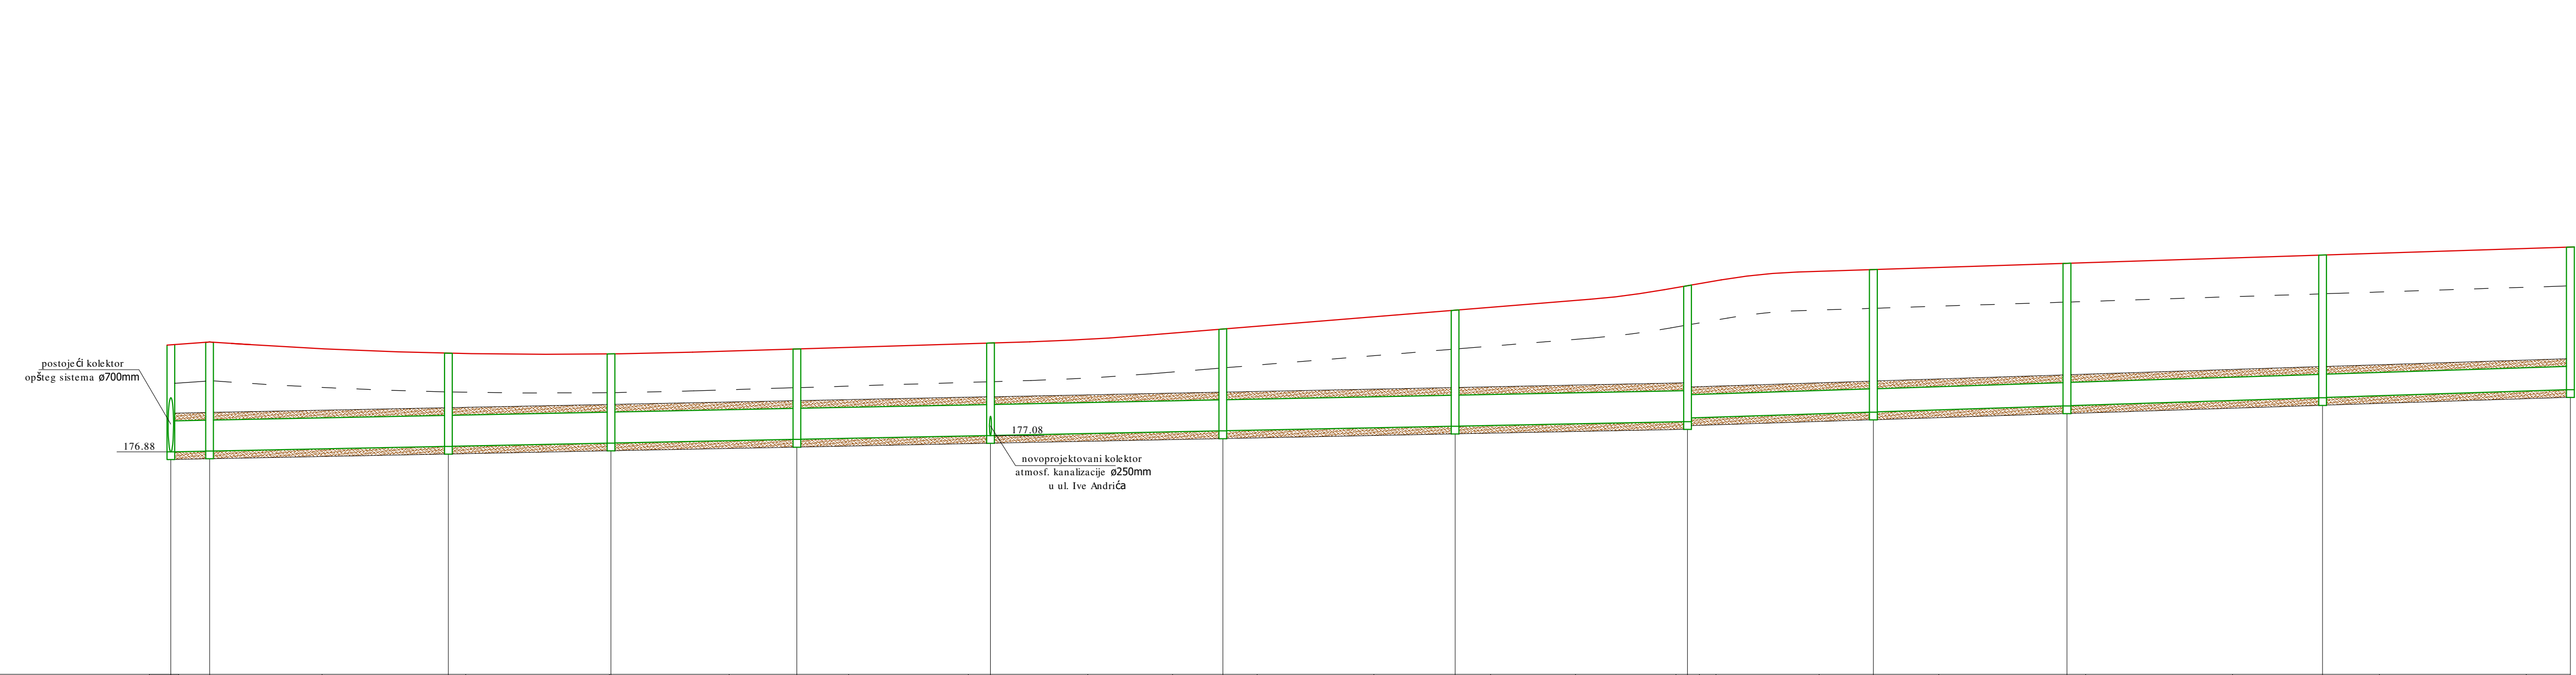 postojeći kolektor
opšteg sistema ø700mm
176.88
177.08
novoprojektovani kolektor
atmosf. kanalizacije ø250mm
u ul. Ive Andrića